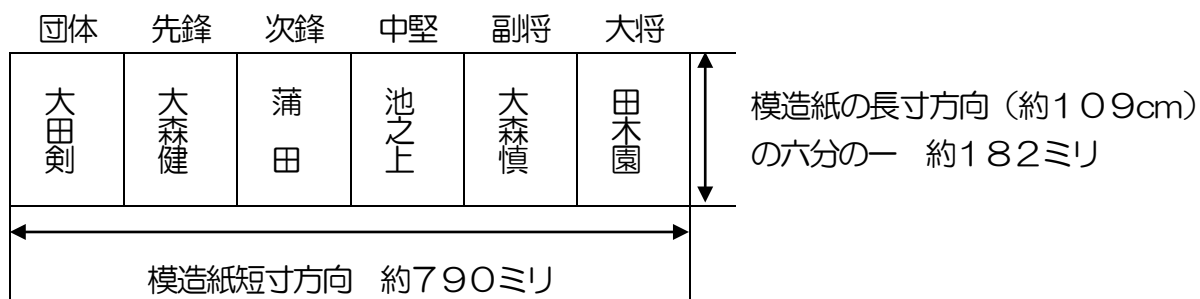 団体 先鋒 次鋒 中堅 副将 大将
大田剣
大森健
蒲田
池之上
大森慎
田木園
模造紙の長寸方向（約１０９cm）
の六分の一 約１８２ミリ
模造紙短寸方向 約７９０ミリ